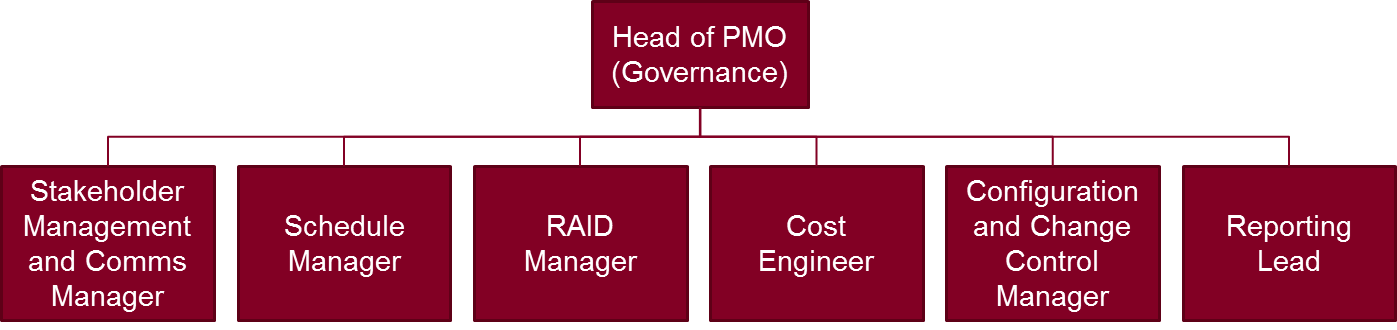 Head of PMO
(Governance)
Stakeholder
Management
and Comms
Manager
Schedule
Manager
RAID
Manager
Cost
Engineer
Configuration
and Change
Control
Manager
Reporting
Lead